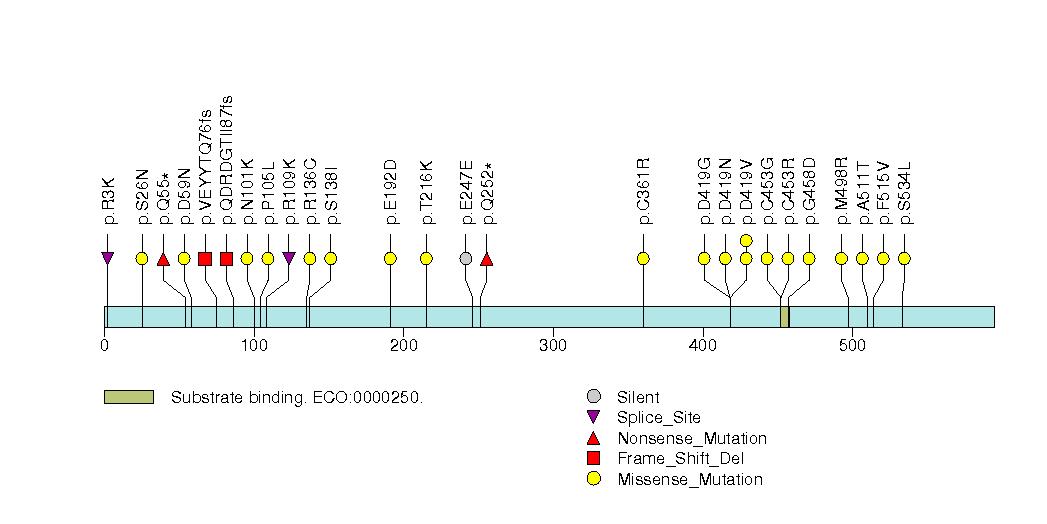 p.R3K
p.S26N
p.Q55*
p.D59N
p.VEYYTQ76fs
p.QDRDGTII87fs
p.N101K
p.P105L
p.R109K
p.R136C
p.S138I
p.E192D
p.T216K
p.E247E
p.Q252*
p.C361R
p.D419G
p.D419N
p.D419V
p.C453G
p.C453R
p.G458D
p.M498R
p.A511T
p.F515V
p.S534L
0 100 200 300 400 500
Substrate binding. ECO:0000250.
Silent
Splice_Site
Nonsense_Mutation
Frame_Shift_Del
Missense_Mutation